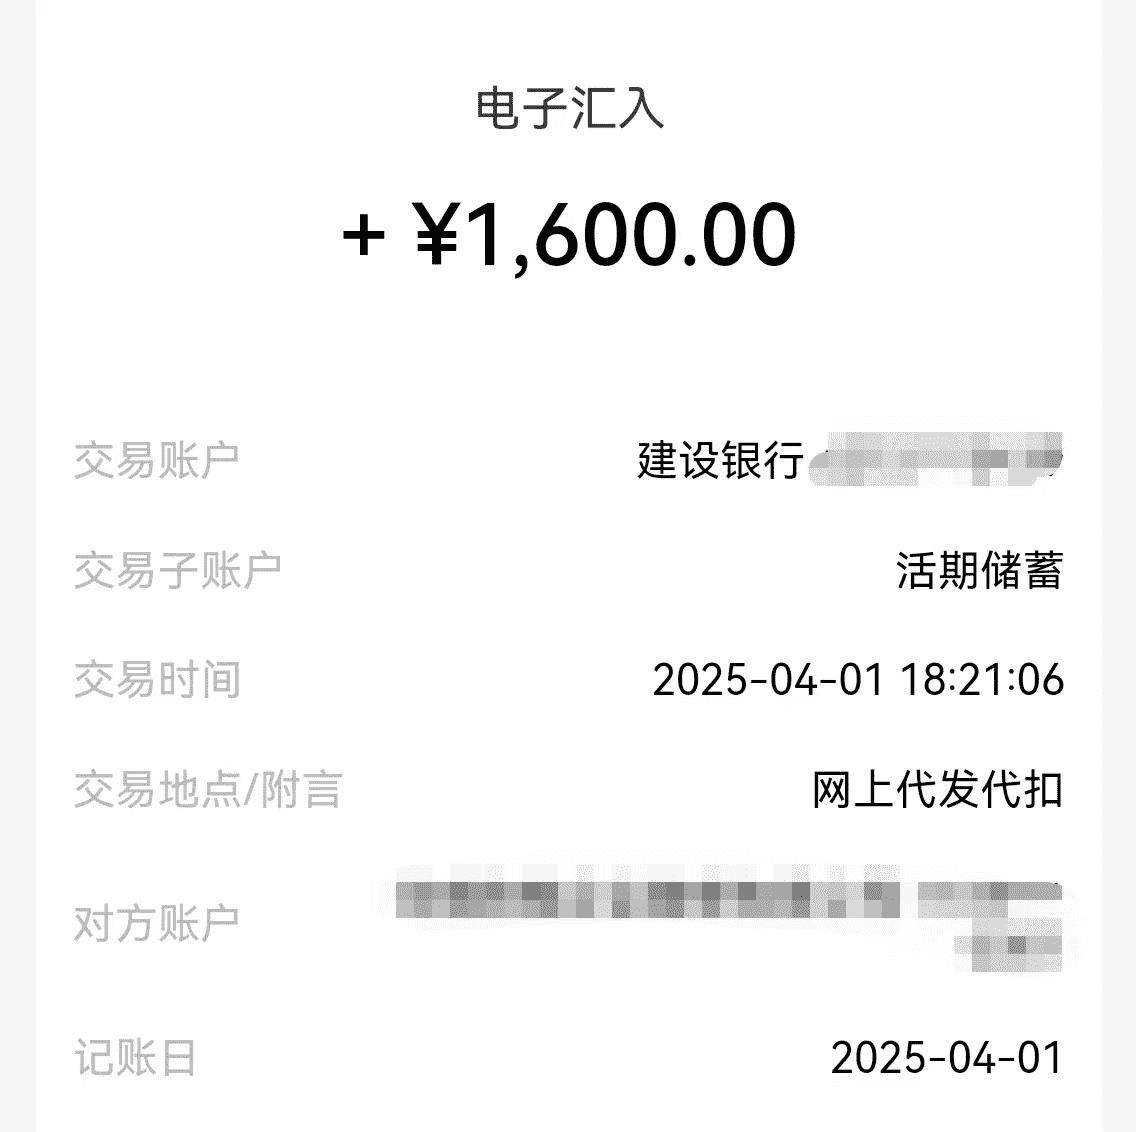 电子汇入
+ ¥1,600.00
交易账户 建设银行
交易子账户 活期储蓄
交易时间 2025-04-01 18:21:06
交易地点/附言 网上代发代扣
对方账户
记账日 2025-04-01